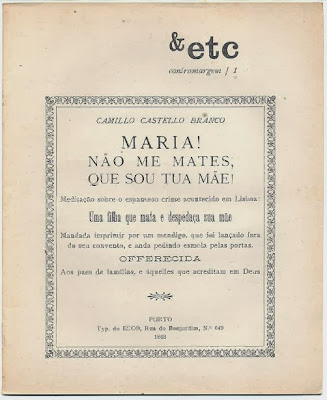 & etc
contramargem / 1
CAMILLO CASTELLO BRANCO
MARIA!
NÃO ME MATES,
QUE SOU TUA MÃE!
Meditação sobre o espantoso crime acontecido em Lisboa:
Uma filha que mata e despedaça sua mãe
Mandada imprimir por um mendigo, que foi lançado fóra
do seu convento, e anda pedindo esmola pelas portas.
OFFERECIDA
Aos paes de familias, e áquelles que acreditam em Deus
PORTO
Typ. do ECCO, Rua do Bomjardim, N.º 649